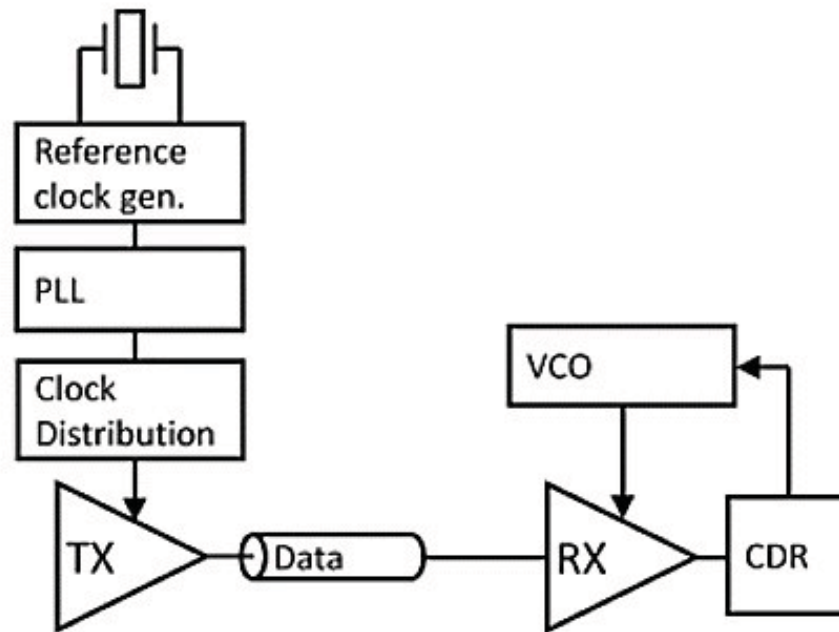 Reference
clock gen.
PLL
Clock
Distribution
VCO
TX
Data
RX
CDR